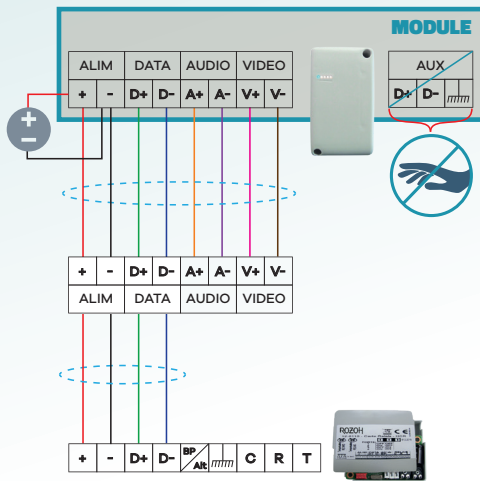 MODULE
ALIM DATA AUDIO VIDEO AUX
+ - D+ D- A+ A- V+ V- D+ D-
+
−
+ - D+ D- A+ A- V+ V-
ALIM DATA AUDIO VIDEO
ROZOH
+ - D+ D- BP/Alt C R T